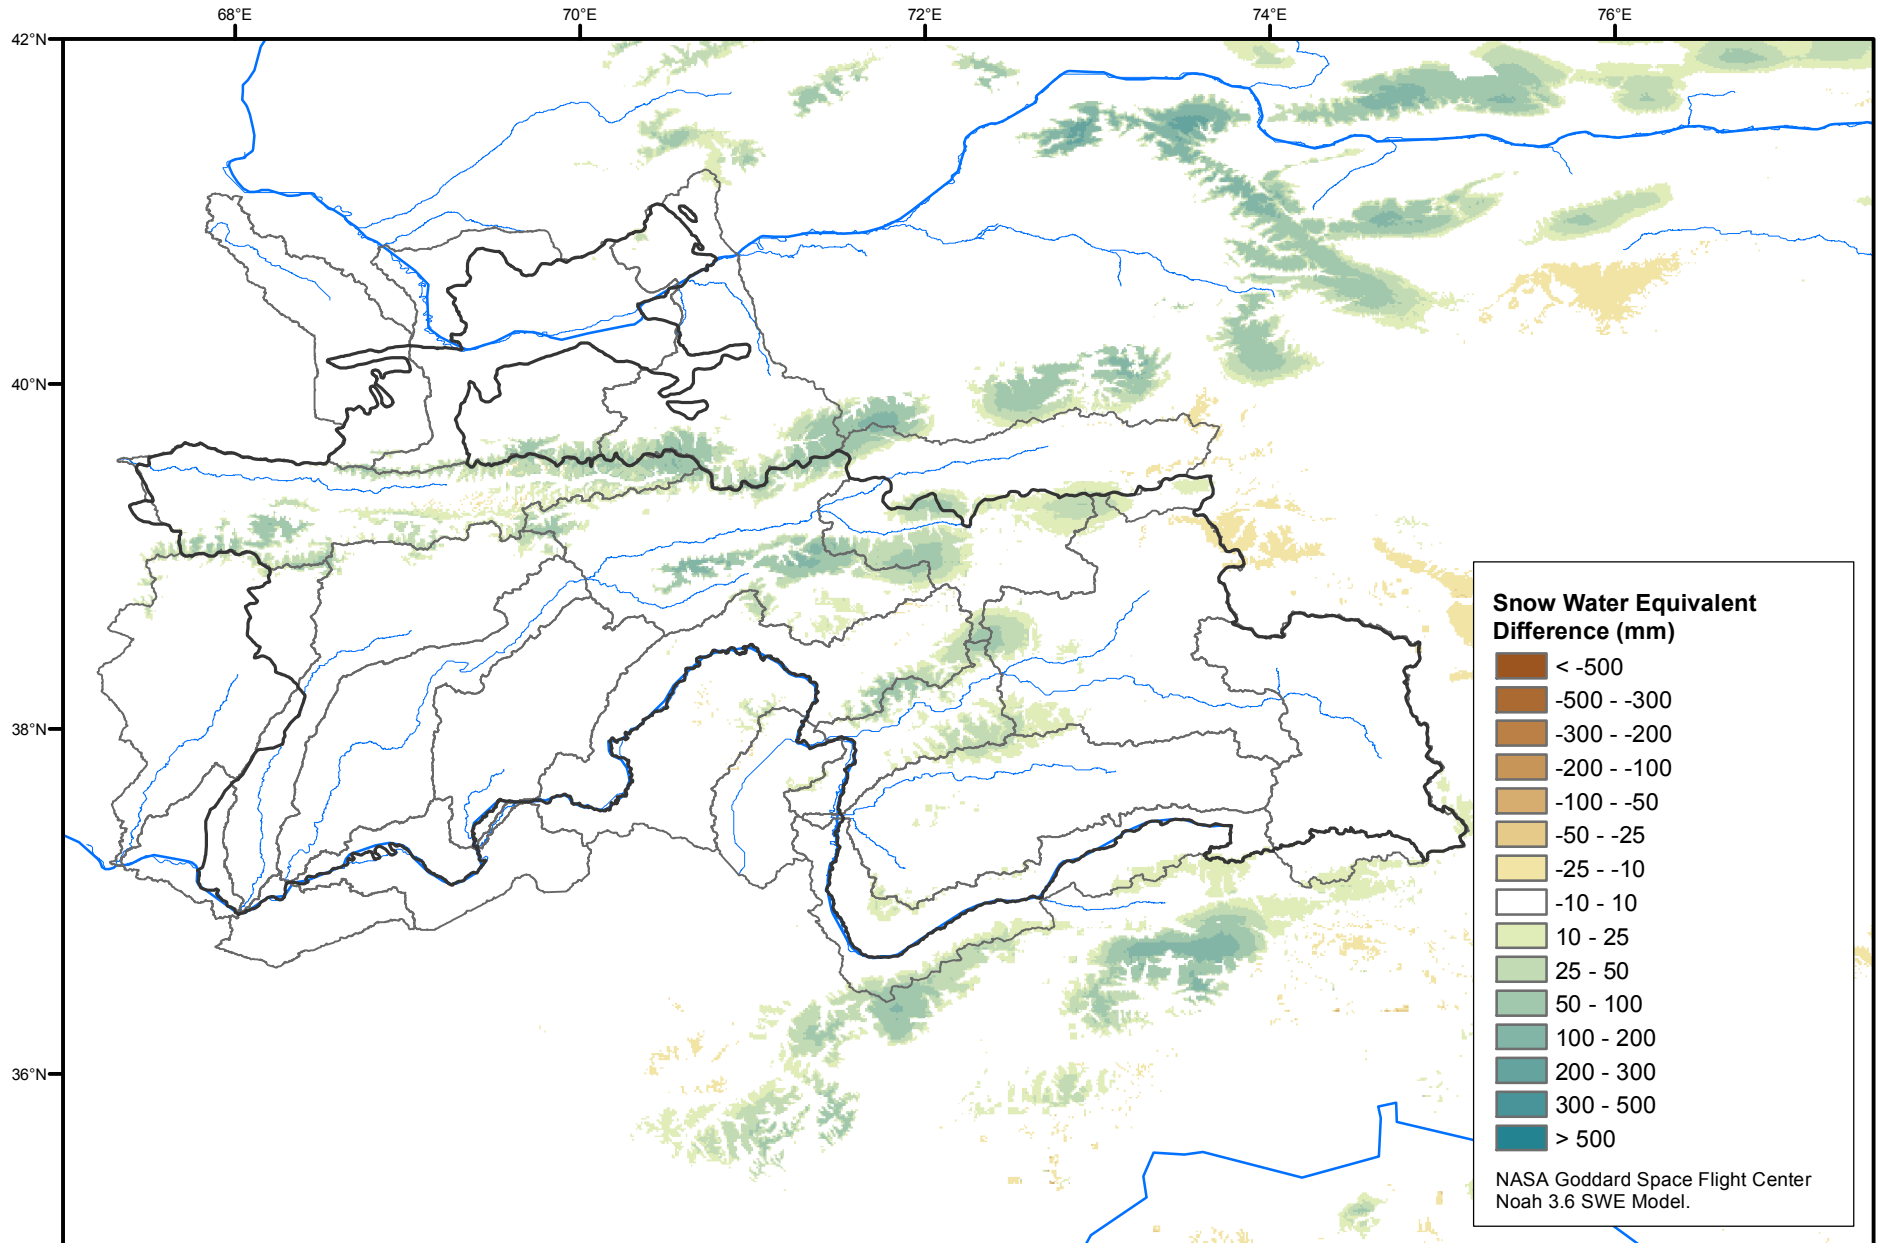 68°E
70°E
72°E
74°E
76°E
42°N
40°N
38°N
36°N
Snow Water Equivalent
Difference (mm)
< -500
-500 - -300
-300 - -200
-200 - -100
-100 - -50
-50 - -25
-25 - -10
-10 - 10
10 - 25
25 - 50
50 - 100
100 - 200
200 - 300
300 - 500
> 500
NASA Goddard Space Flight Center
Noah 3.6 SWE Model.